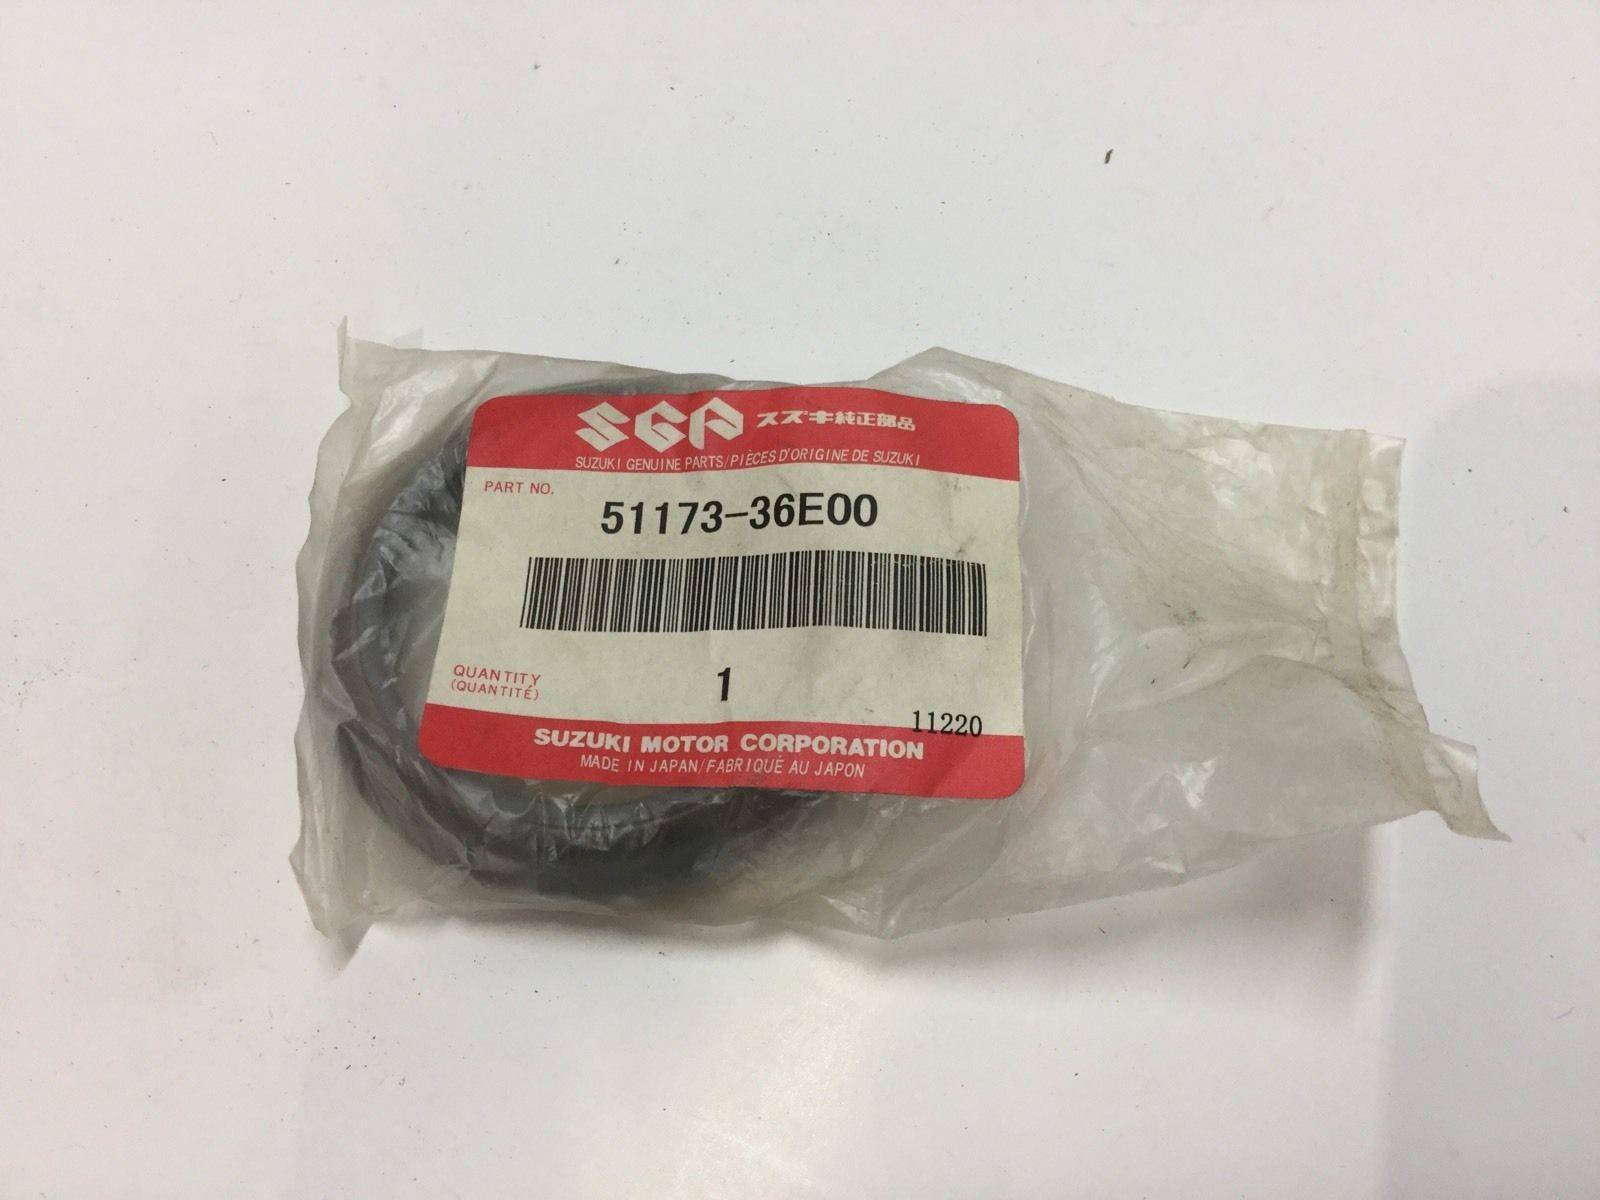 SGP スズキ純正部品
SUZUKI GENUINE PARTS/PIÈCES D'ORIGINE DE SUZUKI
PART NO.
51173-36E00
QUANTITY
(QUANTITÉ)
1
11220
SUZUKI MOTOR CORPORATION
MADE IN JAPAN/FABRIQUÉ AU JAPON